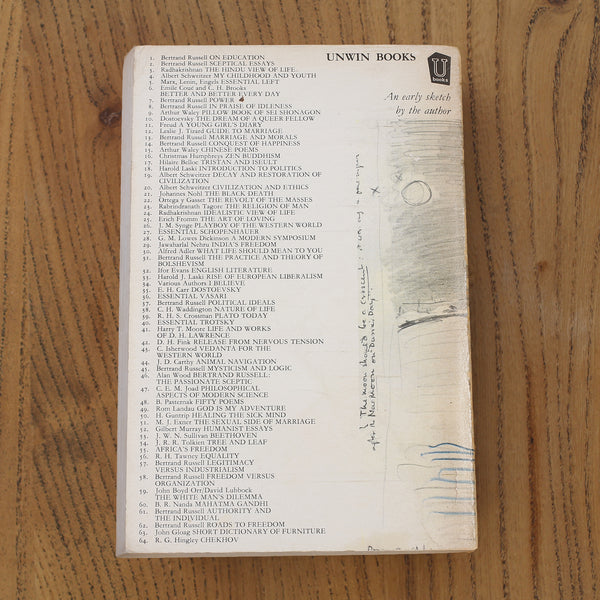 UNWIN BOOKS
U
books
An early sketch
by the author
1. Bertrand Russell ON EDUCATION
2. Bertrand Russell SCEPTICAL ESSAYS
3. Radhakrishnan THE HINDU VIEW OF LIFE
4. Albert Schweitzer MY CHILDHOOD AND YOUTH
5. Marx, Lenin, Engels ESSENTIAL LEFT
6. Emile Coué and C. H. Brooks
BETTER AND BETTER EVERY DAY
7. Bertrand Russell POWER
8. Bertrand Russell IN PRAISE OF IDLENESS
9. Arthur Waley PILLOW BOOK OF SEI SHONAGON
10. Dostoevsky THE DREAM OF A QUEER FELLOW
11. Freud A YOUNG GIRL'S DIARY
12. Leslie J. Tizard GUIDE TO MARRIAGE
13. Bertrand Russell MARRIAGE AND MORALS
14. Bertrand Russell CONQUEST OF HAPPINESS
15. Arthur Waley CHINESE POEMS
16. Christmas Humphreys ZEN BUDDHISM
17. Hilaire Belloc TRISTAN AND ISEULT
18. Harold Laski INTRODUCTION TO POLITICS
19. Albert Schweitzer DECAY AND RESTORATION OF
CIVILIZATION
20. Albert Schweitzer CIVILIZATION AND ETHICS
21. Johannes Nohl THE BLACK DEATH
22. Ortega y Gasset THE REVOLT OF THE MASSES
23. Rabindranath Tagore THE RELIGION OF MAN
24. Radhakrishnan IDEALISTIC VIEW OF LIFE
25. Erich Fromm THE ART OF LOVING
26. J. M. Synge PLAYBOY OF THE WESTERN WORLD
27. ESSENTIAL SCHOPENHAUER
28. G. M. Lowes Dickinson A MODERN SYMPOSIUM
29. Jawharlal Nehru INDIA'S FREEDOM
30. Alfred Adler WHAT LIFE SHOULD MEAN TO YOU
31. Bertrand Russell THE PRACTICE AND THEORY OF
BOLSHEVISM
32. Ifor Evans ENGLISH LITERATURE
33. Harold J. Laski RISE OF EUROPEAN LIBERALISM
34. Various Authors I BELIEVE
35. E. H. Carr DOSTOEVSKY
36. ESSENTIAL VASARI
37. Bertrand Russell POLITICAL IDEALS
38. C. H. Waddington NATURE OF LIFE
39. R. H. S. Crossman PLATO TODAY
40. ESSENTIAL TROTSKY
41. Harry T. Moore LIFE AND WORKS
OF D. H. LAWRENCE
42. D. H. Fink RELEASE FROM NERVOUS TENSION
43. C. Isherwood VEDANTA FOR THE
WESTERN WORLD
44. J. D. Carthy ANIMAL NAVIGATION
45. Bertrand Russell MYSTICISM AND LOGIC
46. Alan Wood BERTRAND RUSSELL:
THE PASSIONATE SCEPTIC
47. C. E. M. Joad PHILOSOPHICAL
ASPECTS OF MODERN SCIENCE
48. B. Pasternak FIFTY POEMS
49. Rom Landau GOD IS MY ADVENTURE
50. H. Guntrip HEALING THE SICK MIND
51. M. J. Exner THE SEXUAL SIDE OF MARRIAGE
52. Gilbert Murray HUMANIST ESSAYS
53. J. W. N. Sullivan BEETHOVEN
54. J. R. R. Tolkien TREE AND LEAF
55. AFRICA'S FREEDOM
56. R. H. Tawney EQUALITY
57. Bertrand Russell LEGITIMACY
VERSUS INDUSTRIALISM
58. Bertrand Russell FREEDOM VERSUS
ORGANIZATION
59. John Boyd Orr/David Lubbock
THE WHITE MAN'S DILEMMA
60. B. R. Nanda MAHATMA GANDHI
61. Bertrand Russell AUTHORITY AND
THE INDIVIDUAL
62. Bertrand Russell ROADS TO FREEDOM
63. John Gloag SHORT DICTIONARY OF FURNITURE
64. R. G. Hingley CHEKHOV
The moon should be a crescent: it was
after the New Moon on Durin's Day.